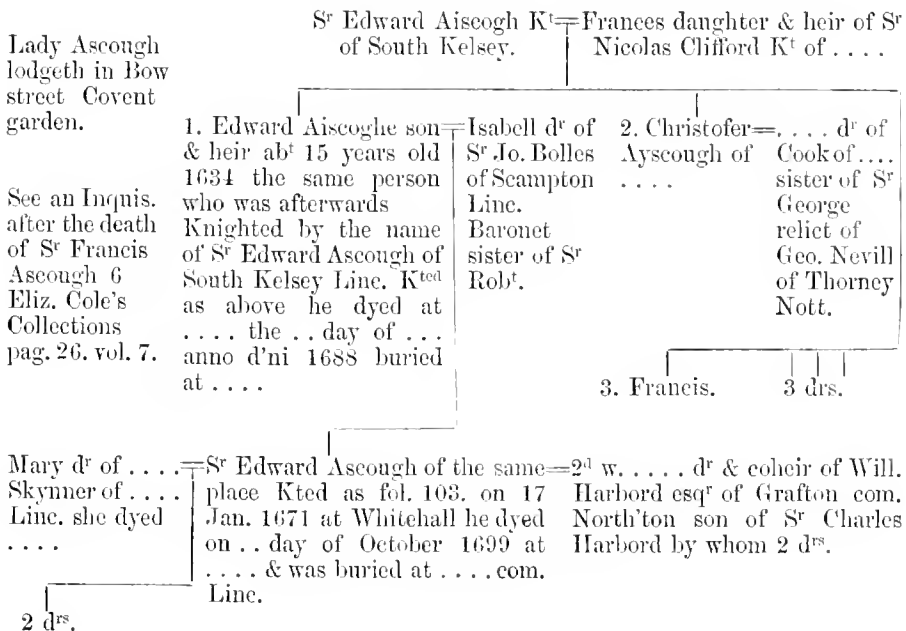 Sʳ Edward Aiscogh Kᵗ=Frances daughter & heir of Sʳ
of South Kelsey. Nicolas Clifford Kᵗ of . . . .
Lady Ascough
lodgeth in Bow
street Covent
garden.
See an Inquis.
after the death
of Sʳ Francis
Ascough 6
Eliz. Cole's
Collections
pag. 26. vol. 7.
1. Edward Aiscoghe son
& heir abᵗ 15 years old
1634 the same person
who was afterwards
Knighted by the name
of Sʳ Edward Ascough of
South Kelsey Linc. Kᵗᵉᵈ
as above he dyed at
. . . . the . . day of . . .
anno d'ni 1688 buried
at . . . .
=Isabell dʳ of
Sʳ Jo. Bolles
of Scampton
Linc.
Baronet
sister of Sʳ
Robᵗ.
2. Christofer=
Ayscough of
. . . .
. . . . dʳ of
Cook of . . . .
sister of Sʳ
George
relict of
Geo. Nevill
of Thorney
Nott.
3. Francis. 3 drs.
Mary dʳ of . . . .
Skynner of . . . .
Linc. she dyed
. . . .
=Sʳ Edward Ascough of the same=
place Kted as fol. 103. on 17
Jan. 1671 at Whitehall he dyed
on . . day of October 1699 at
. . . . & was buried at . . . . com.
Linc.
2ᵈ w. . . . . dʳ & coheir of Will.
Harbord esqʳ of Grafton com.
North'ton son of Sʳ Charles
Harbord by whom 2 dʳˢ.
2 dʳˢ.